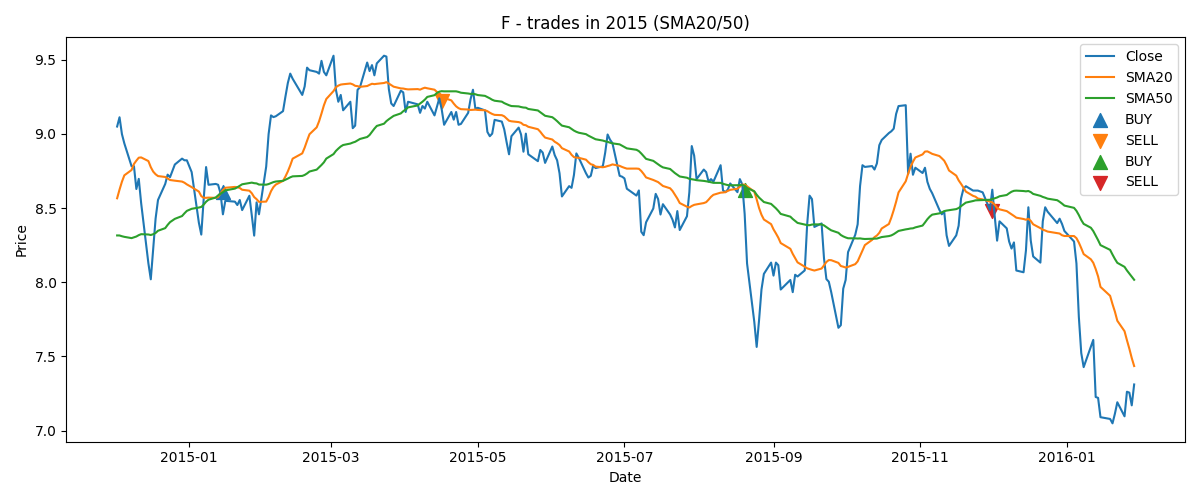 F - trades in 2015 (SMA20/50)
Close
SMA20
SMA50
BUY
SELL
BUY
SELL
Price
9.5
9.0
8.5
8.0
7.5
7.0
2015-01 2015-03 2015-05 2015-07 2015-09 2015-11 2016-01
Date